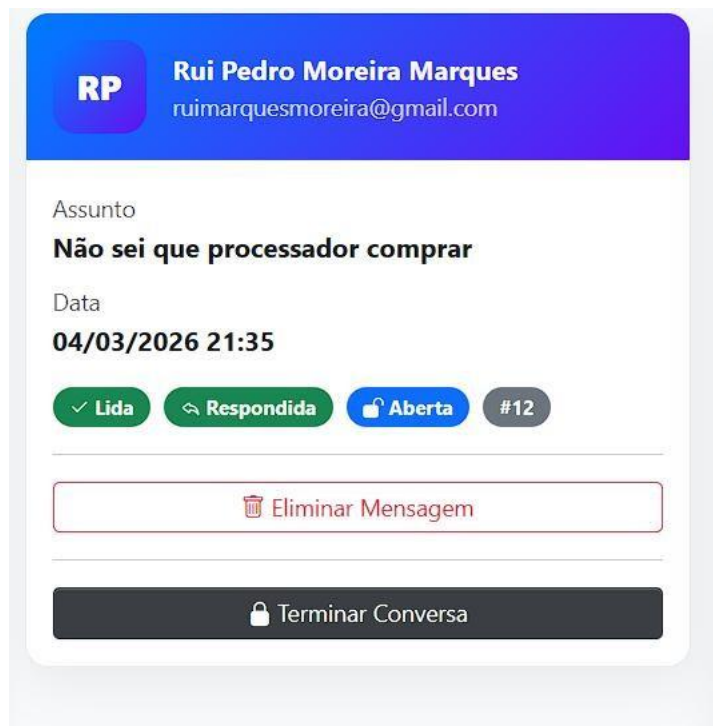 RP
Rui Pedro Moreira Marques
ruimarquesmoreira@gmail.com
Assunto
Não sei que processador comprar
Data
04/03/2026 21:35
Lida
Respondida
Aberta
#12
Eliminar Mensagem
Terminar Conversa